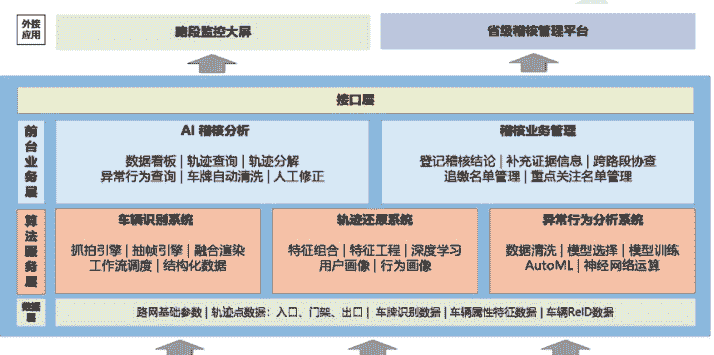 外接
应用
路段监控大屏
省级稽核管理平台
接口层
前台业务层
AI 稽核分析
数据看板 | 轨迹查询 | 轨迹分解
异常行为查询 | 车牌自动清洗 | 人工修正
稽核业务管理
登记稽核结论 | 补充证据信息 | 跨路段协查
追缴名单管理 | 重点关注名单管理
算法服务层
车辆识别系统
抓拍引擎 | 抽帧引擎 | 融合渲染
工作流调度 | 结构化数据
轨迹还原系统
特征组合 | 特征工程 | 深度学习
用户画像 | 行为画像
异常行为分析系统
数据清洗 | 模型选择 | 模型训练
AutoML | 神经网络运算
数据
层
路网基础参数 | 轨迹点数据：入口、门架、出口 | 车牌识别数据 | 车辆属性特征数据 | 车辆ReID数据